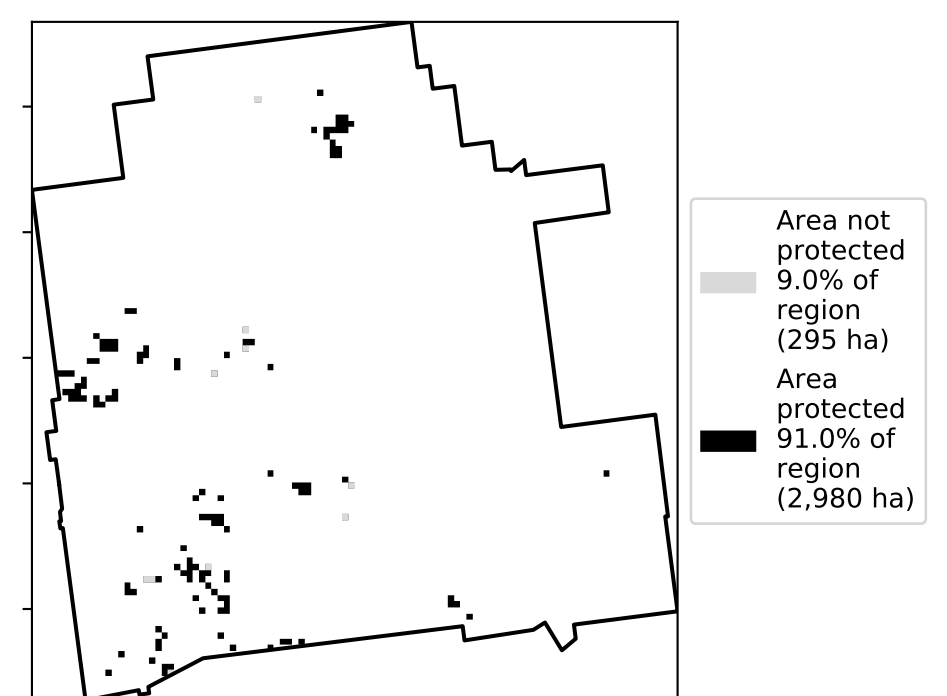 Area not
protected
9.0% of
region
(295 ha)
Area
protected
91.0% of
region
(2,980 ha)